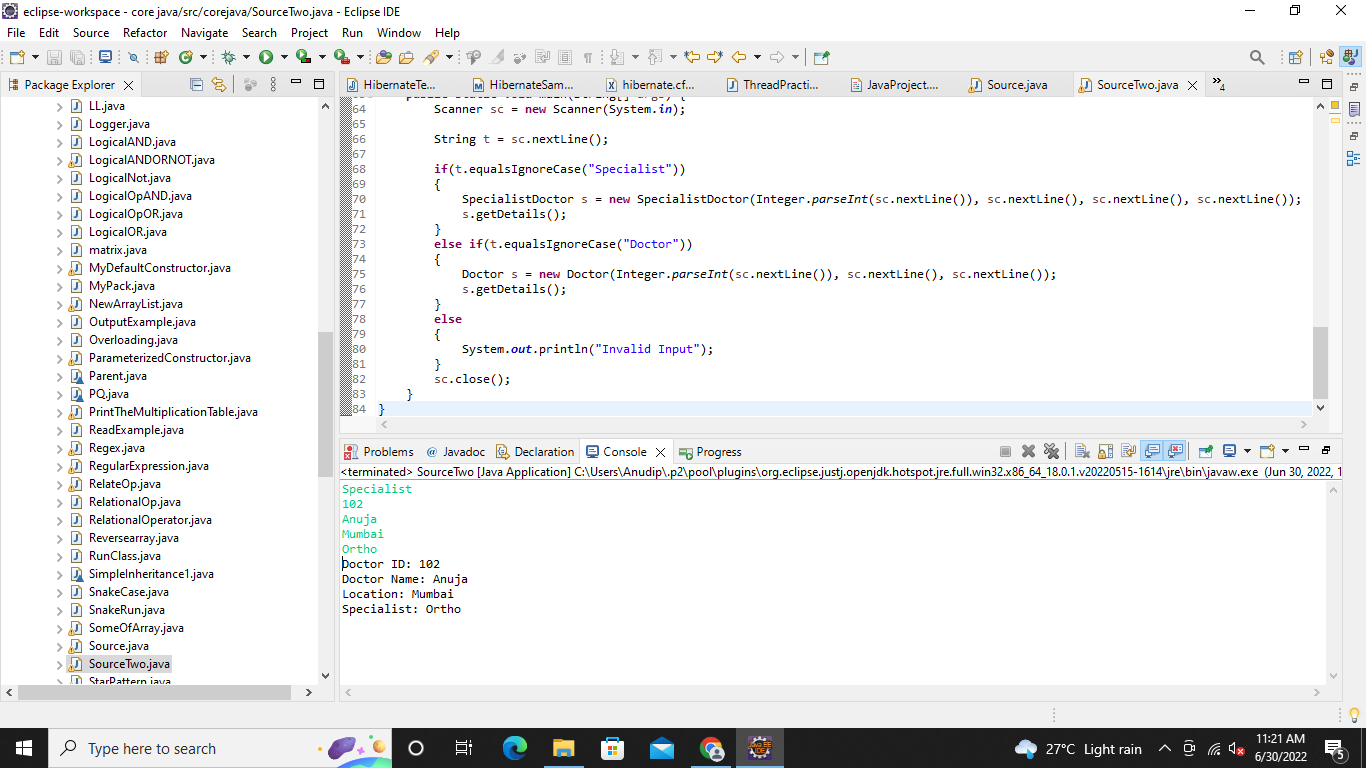 eclipse-workspace - core java/src/corejava/SourceTwo.java - Eclipse IDE
File Edit Source Refactor Navigate Search Project Run Window Help
Package Explorer
LL.java
Logger.java
LogicalAND.java
LogicalANDORNOT.java
LogicalNot.java
LogicalOpAND.java
LogicalOpOR.java
LogicalOR.java
matrix.java
MyDefaultConstructor.java
MyPack.java
NewArrayList.java
OutputExample.java
Overloading.java
ParameterizedConstructor.java
Parent.java
PQ.java
PrintTheMultiplicationTable.java
ReadExample.java
Regex.java
RegularExpression.java
RelateOp.java
RelationalOp.java
RelationalOperator.java
Reversearray.java
RunClass.java
SimpleInheritance1.java
SnakeCase.java
SnakeRun.java
SomeOfArray.java
Source.java
SourceTwo.java
StarPattern.java
HibernateTe... HibernateSam... hibernate.cf... ThreadPracti... JavaProject.... Source.java SourceTwo.java 4
public static void main(String[] args) {
64 Scanner sc = new Scanner(System.in);
65
66 String t = sc.nextLine();
67
68 if(t.equalsIgnoreCase("Specialist"))
69 {
70 SpecialistDoctor s = new SpecialistDoctor(Integer.parseInt(sc.nextLine()), sc.nextLine(), sc.nextLine(), sc.nextLine());
71 s.getDetails();
72 }
73 else if(t.equalsIgnoreCase("Doctor"))
74 {
75 Doctor s = new Doctor(Integer.parseInt(sc.nextLine()), sc.nextLine(), sc.nextLine());
76 s.getDetails();
77 }
78 else
79 {
80 System.out.println("Invalid Input");
81 }
82 sc.close();
83 }
84 }
Problems Javadoc Declaration Console Progress
<terminated> SourceTwo [Java Application] C:\Users\Anudip\.p2\pool\plugins\org.eclipse.justj.openjdk.hotspot.jre.full.win32.x86_64_18.0.1.v20220515-1614\jre\bin\javaw.exe (Jun 30, 2022, 1
Specialist
102
Anuja
Mumbai
Ortho
Doctor ID: 102
Doctor Name: Anuja
Location: Mumbai
Specialist: Ortho
Type here to search
27°C Light rain
11:21 AM
6/30/2022
5